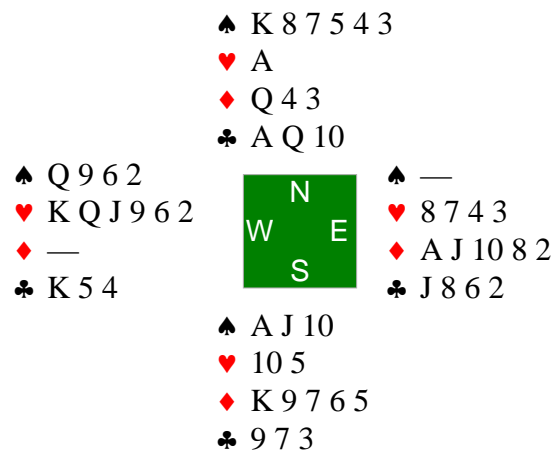 ♠ K 8 7 5 4 3
♥ A
♦ Q 4 3
♣ A Q 10
♠ Q 9 6 2
♥ K Q J 9 6 2
♦ —
♣ K 5 4
N
W E
S
♠ —
♥ 8 7 4 3
♦ A J 10 8 2
♣ J 8 6 2
♠ A J 10
♥ 10 5
♦ K 9 7 6 5
♣ 9 7 3